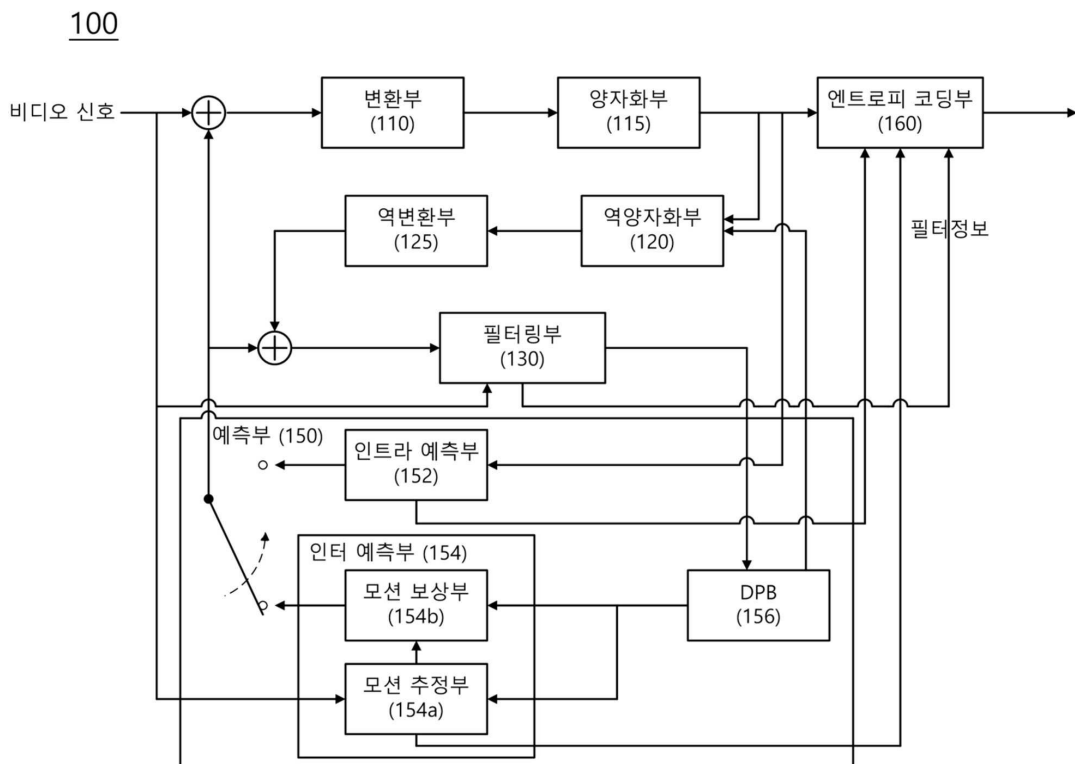 100
비디오 신호
변환부
(110)
양자화부
(115)
엔트로피 코딩부
(160)
역변환부
(125)
역양자화부
(120)
필터정보
필터링부
(130)
예측부 (150)
인트라 예측부
(152)
인터 예측부 (154)
모션 보상부
(154b)
DPB
(156)
모션 추정부
(154a)